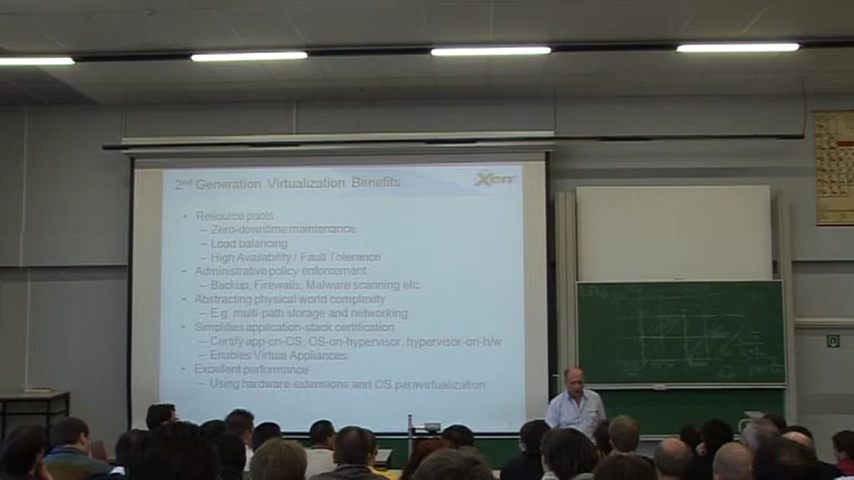 2nd Generation Virtualization Benefits
Xen
• Resource pools
– Zero-downtime maintenance
– Load balancing
– High Availability / Fault Tolerance
• Administrative policy enforcement
– Backup, Firewalls, Malware scanning etc.
• Abstracting physical world complexity
– E.g. multi-path storage and networking
• Simplifies application-stack certification
– Certify app-on-OS, OS-on-hypervisor, hypervisor-on-h/w
– Enables Virtual Appliances
• Excellent performance
– Using hardware extensions and OS paravirtualization